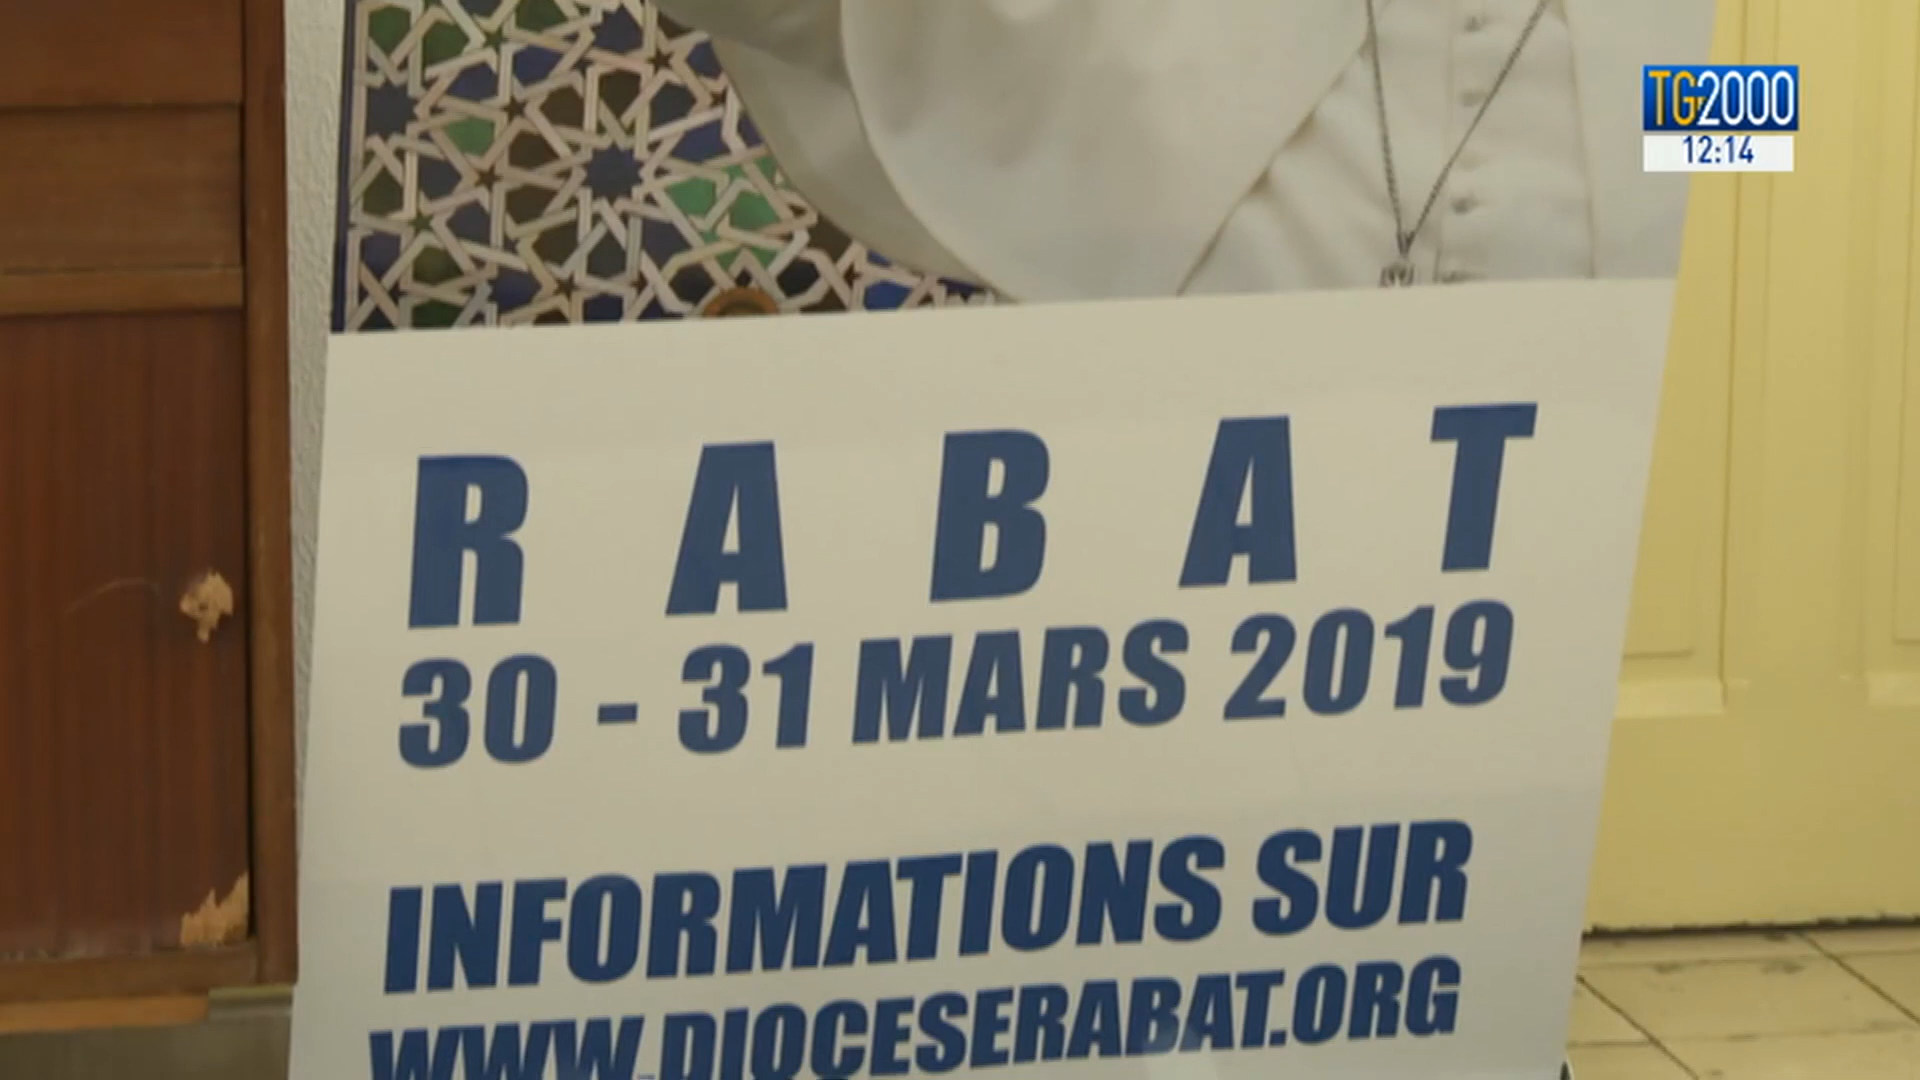 TG2000
12:14
RABAT
30 - 31 MARS 2019
INFORMATIONS SUR
WWW.DIOCESERABAT.ORG